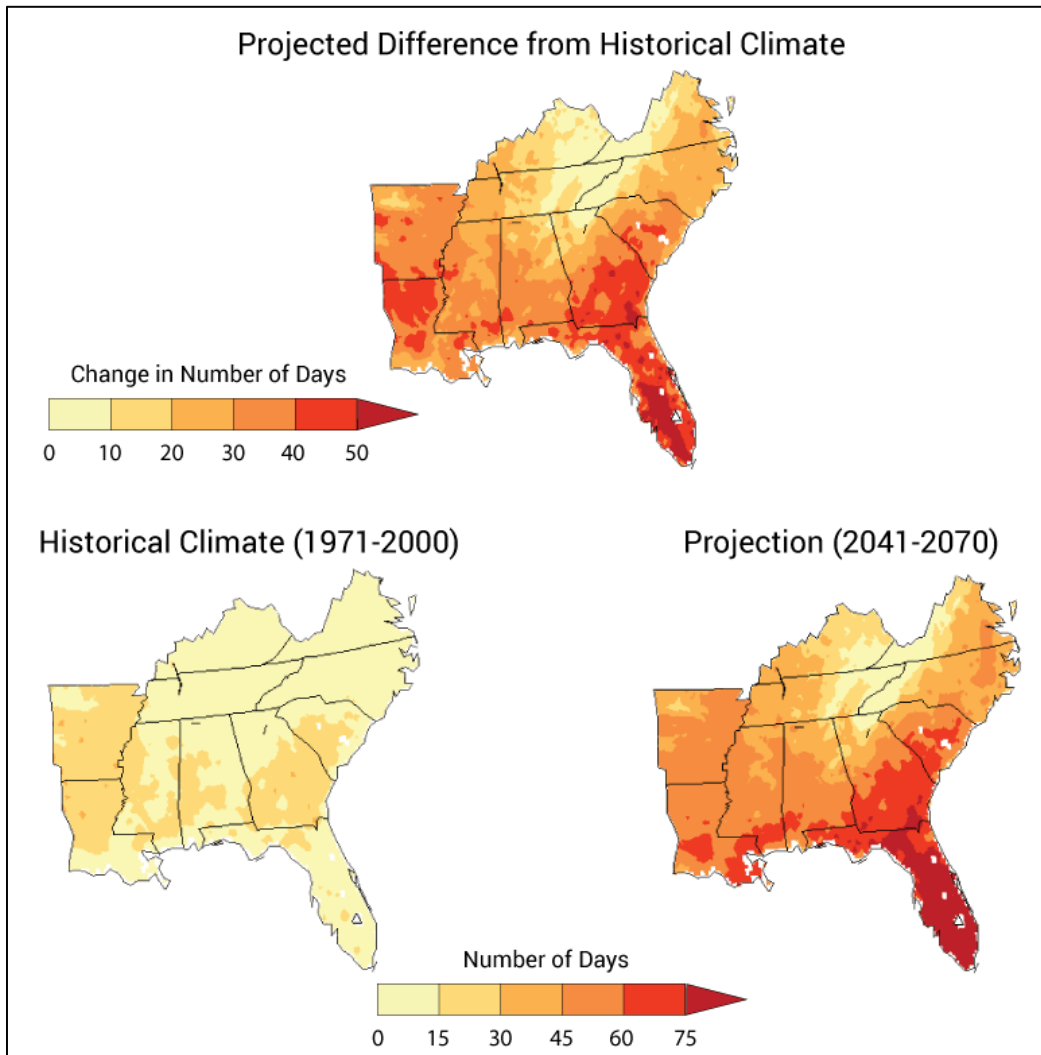 Projected Difference from Historical Climate
Change in Number of Days
0 10 20 30 40 50
Historical Climate (1971-2000)
Projection (2041-2070)
Number of Days
0 15 30 45 60 75